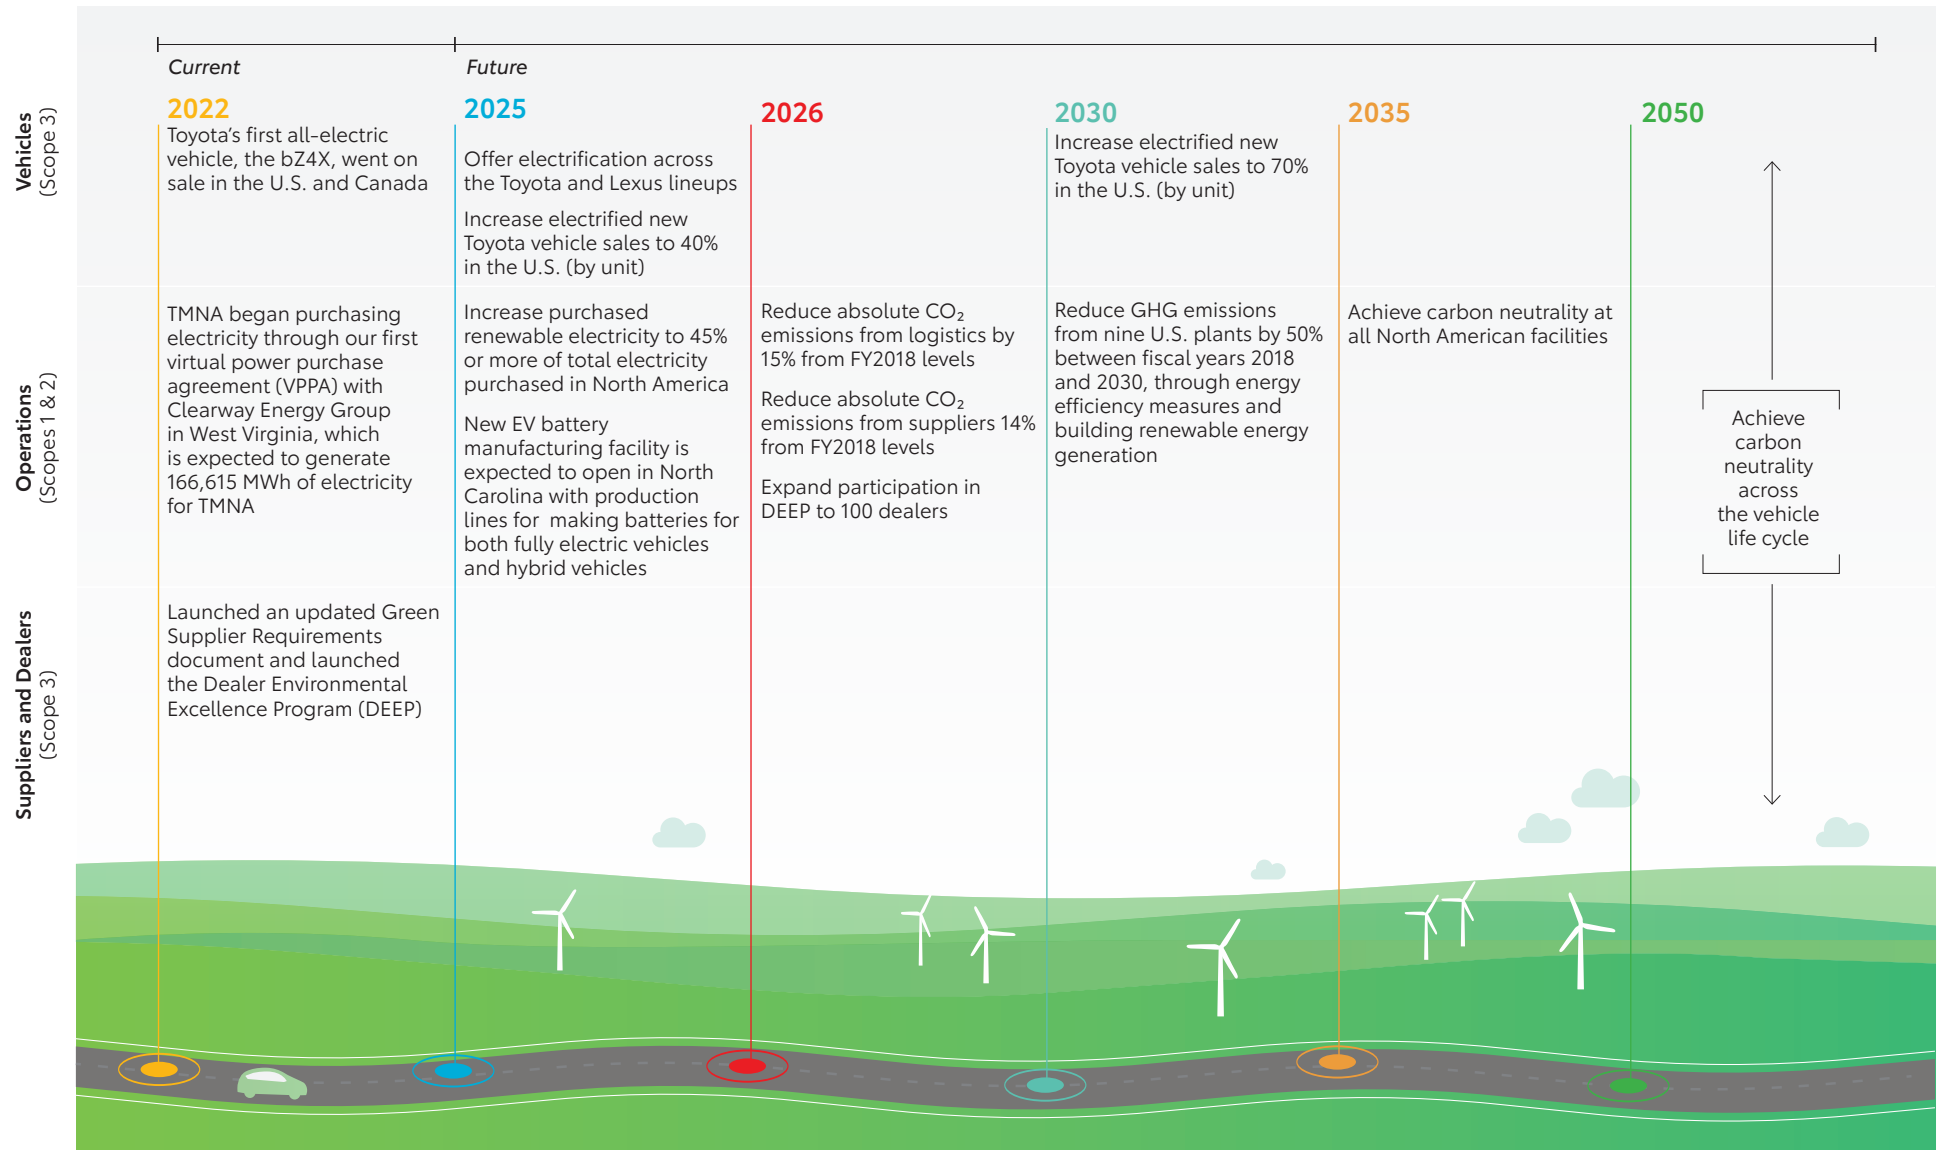 Current
Future
Vehicles
(Scope 3)
Operations
(Scopes 1 & 2)
Suppliers and Dealers
(Scope 3)
2022
Toyota's first all-electric
vehicle, the bZ4X, went on
sale in the U.S. and Canada
TMNA began purchasing
electricity through our first
virtual power purchase
agreement (VPPA) with
Clearway Energy Group
in West Virginia, which
is expected to generate
166,615 MWh of electricity
for TMNA
Launched an updated Green
Supplier Requirements
document and launched
the Dealer Environmental
Excellence Program (DEEP)
2025
Offer electrification across
the Toyota and Lexus lineups
Increase electrified new
Toyota vehicle sales to 40%
in the U.S. (by unit)
Increase purchased
renewable electricity to 45%
or more of total electricity
purchased in North America
New EV battery
manufacturing facility is
expected to open in North
Carolina with production
lines for  making batteries for
both fully electric vehicles
and hybrid vehicles
2026
Reduce absolute CO₂
emissions from logistics by
15% from FY2018 levels
Reduce absolute CO₂
emissions from suppliers 14%
from FY2018 levels
Expand participation in
DEEP to 100 dealers
2030
Increase electrified new
Toyota vehicle sales to 70%
in the U.S. (by unit)
Reduce GHG emissions
from nine U.S. plants by 50%
between fiscal years 2018
and 2030, through energy
efficiency measures and
building renewable energy
generation
2035
Achieve carbon neutrality at
all North American facilities
2050
Achieve
carbon
neutrality
across
the vehicle
life cycle